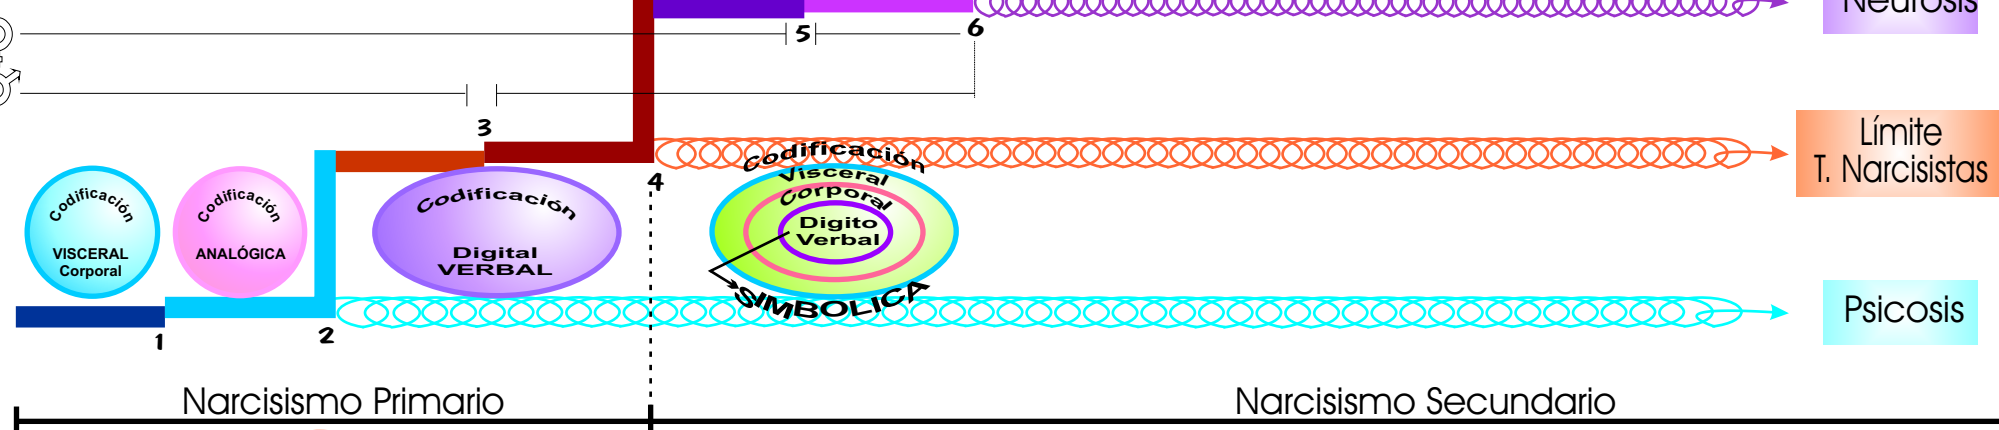 Neurosis
5
6
3
Límite
T. Narcisistas
4
Codificación
VISCERAL
Corporal
Codificación
ANALÓGICA
Codificación
Digital
VERBAL
Codificación
Visceral
Corporal
Digito
Verbal
SIMBOLICA
Psicosis
1
2
Narcisismo Primario
Narcisismo Secundario